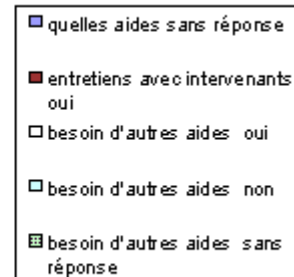 quelles aides sans réponse
entretiens avec intervenants
oui
besoin d'autres aides oui
besoin d'autres aides non
besoin d'autres aides sans
réponse